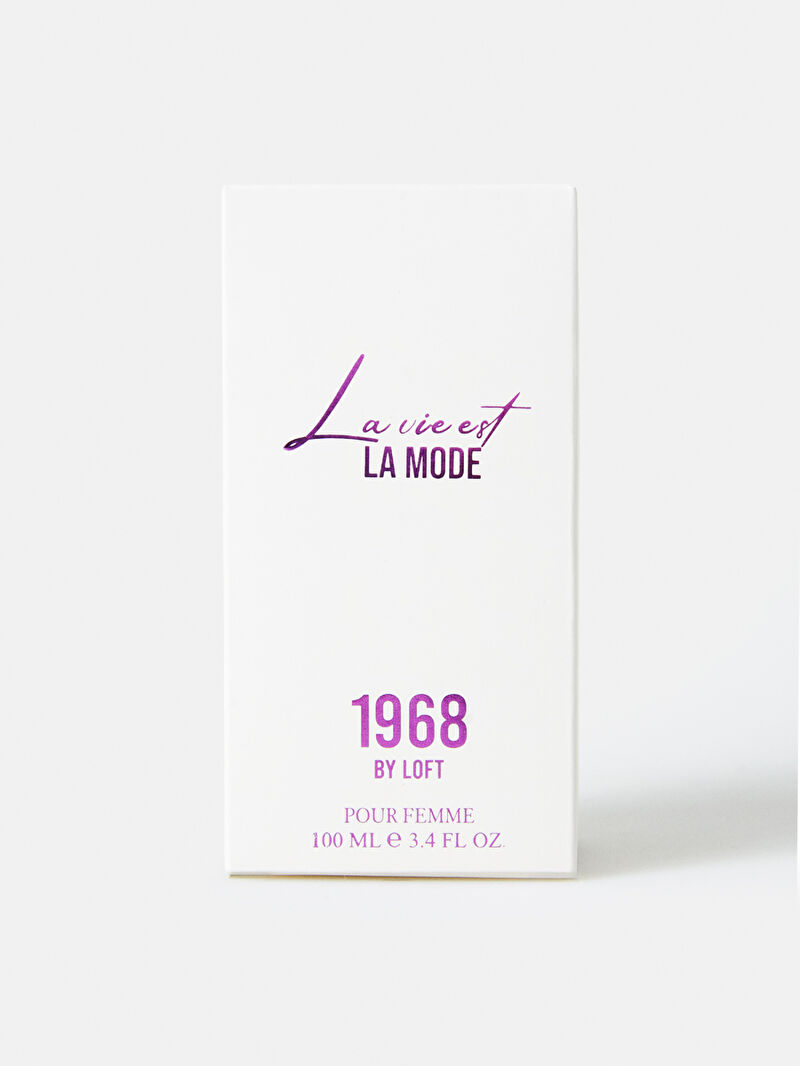 La vie est
LA MODE
1968
BY LOFT
POUR FEMME
100 ML ℮ 3.4 FL OZ.